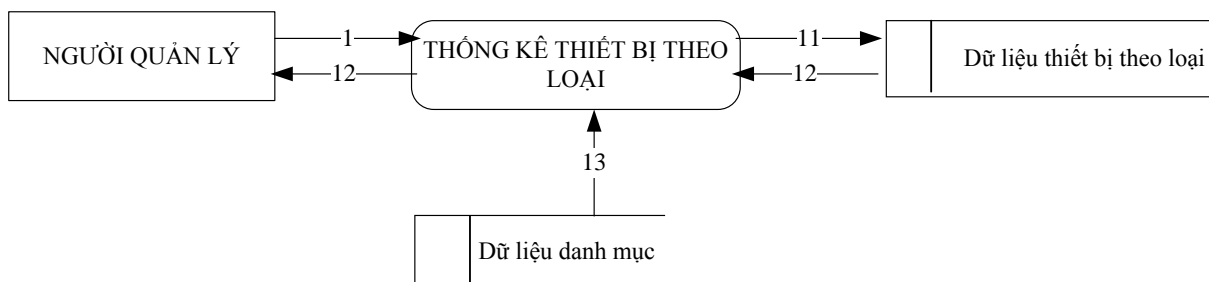 NGƯỜI QUẢN LÝ
1
12
THỐNG KÊ THIẾT BỊ THEO
LOẠI
11
12
Dữ liệu thiết bị theo loại
13
Dữ liệu danh mục